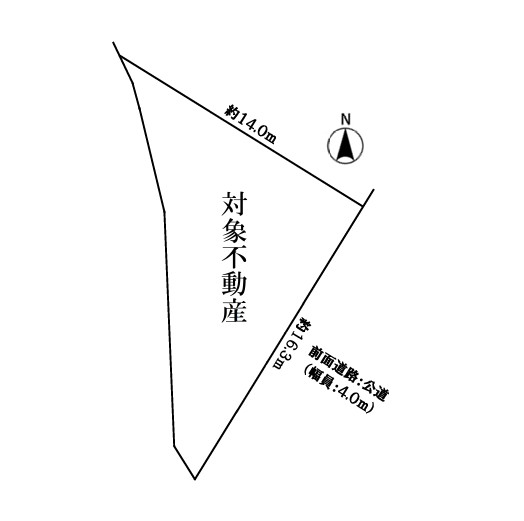 約14.0m
N
対象不動産
約16.3m
前面道路：公道
（幅員：4.0m）